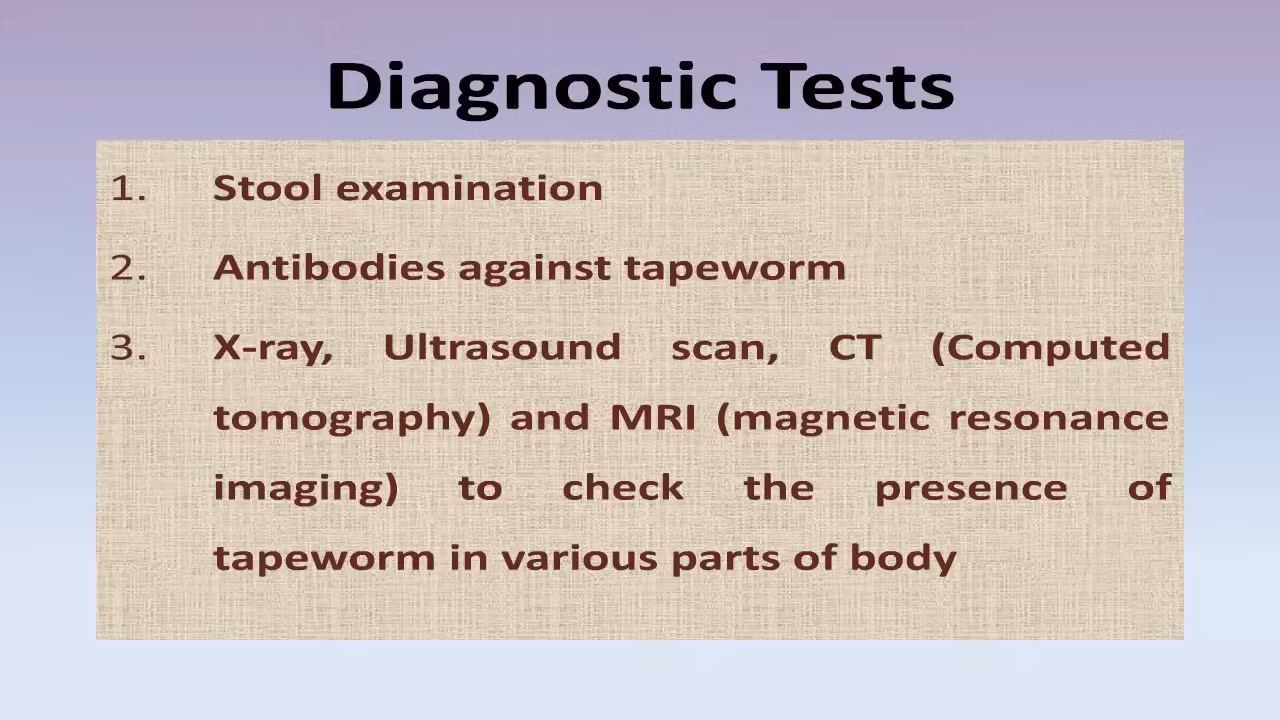 Diagnostic Tests
1. Stool examination
2. Antibodies against tapeworm
3. X-ray, Ultrasound scan, CT (Computed
tomography) and MRI (magnetic resonance
imaging) to check the presence of
tapeworm in various parts of body